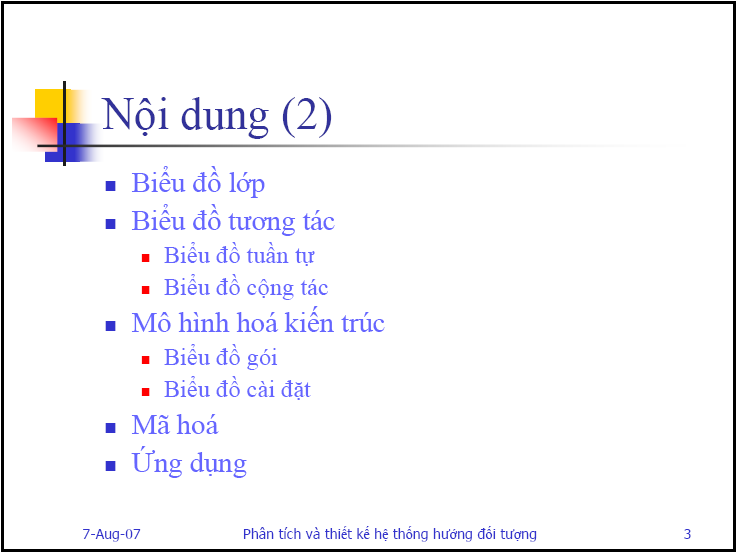 Nội dung (2)
Biểu đồ lớp
Biểu đồ tương tác
Biểu đồ tuần tự
Biểu đồ cộng tác
Mô hình hoá kiến trúc
Biểu đồ gói
Biểu đồ cài đặt
Mã hoá
Ứng dụng
7-Aug-07 Phân tích và thiết kế hệ thống hướng đối tượng 3